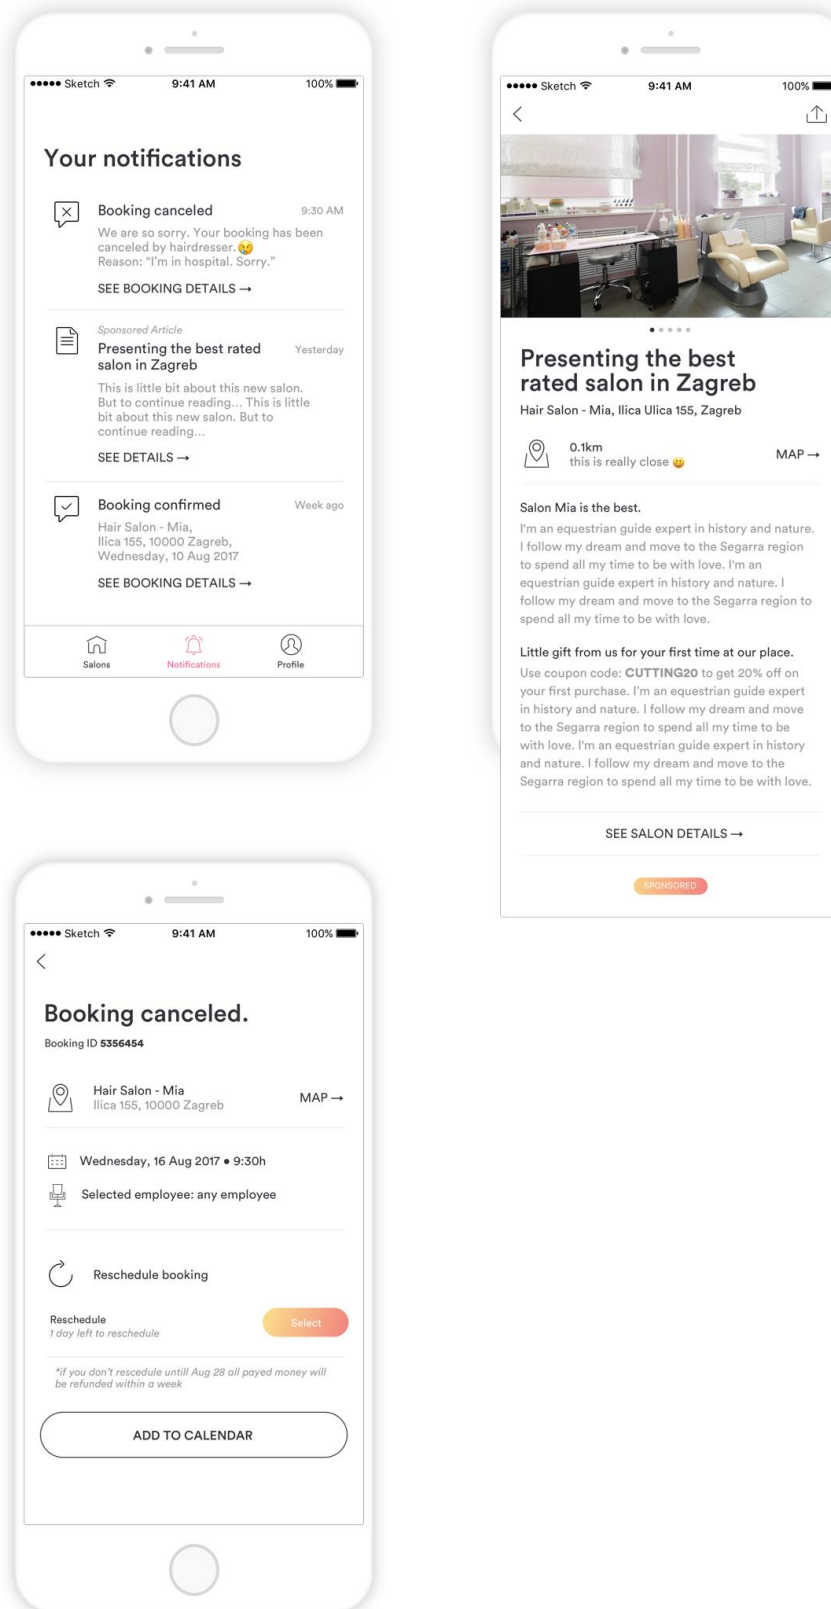 Sketch 9:41 AM 100%
Your notifications
Booking canceled 9:30 AM
We are so sorry. Your booking has been
canceled by hairdresser.😢
Reason: “I’m in hospital. Sorry.”
SEE BOOKING DETAILS →
Sponsored Article
Presenting the best rated Yesterday
salon in Zagreb
This is little bit about this new salon.
But to continue reading... This is little
bit about this new salon. But to
continue reading...
SEE DETAILS →
Booking confirmed Week ago
Hair Salon - Mia,
Ilica 155, 10000 Zagreb,
Wednesday, 10 Aug 2017
SEE BOOKING DETAILS →
Salons Notifications Profile
Sketch 9:41 AM 100%
Presenting the best
rated salon in Zagreb
Hair Salon - Mia, Ilica Ulica 155, Zagreb
0.1km
this is really close 😃
MAP →
Salon Mia is the best.
I'm an equestrian guide expert in history and nature.
I follow my dream and move to the Segarra region
to spend all my time to be with love. I'm an
equestrian guide expert in history and nature. I
follow my dream and move to the Segarra region to
spend all my time to be with love.
Little gift from us for your first time at our place.
Use coupon code: CUTTING20 to get 20% off on
your first purchase. I'm an equestrian guide expert
in history and nature. I follow my dream and move
to the Segarra region to spend all my time to be
with love. I'm an equestrian guide expert in history
and nature. I follow my dream and move to the
Segarra region to spend all my time to be with love.
SEE SALON DETAILS →
SPONSORED
Sketch 9:41 AM 100%
Booking canceled.
Booking ID 5356454
Hair Salon - Mia
Ilica 155, 10000 Zagreb
MAP →
Wednesday, 16 Aug 2017 • 9:30h
Selected employee: any employee
Reschedule booking
Reschedule
1 day left to reschedule
Select
*if you don't rescedule untill Aug 28 all payed money will
be refunded within a week
ADD TO CALENDAR